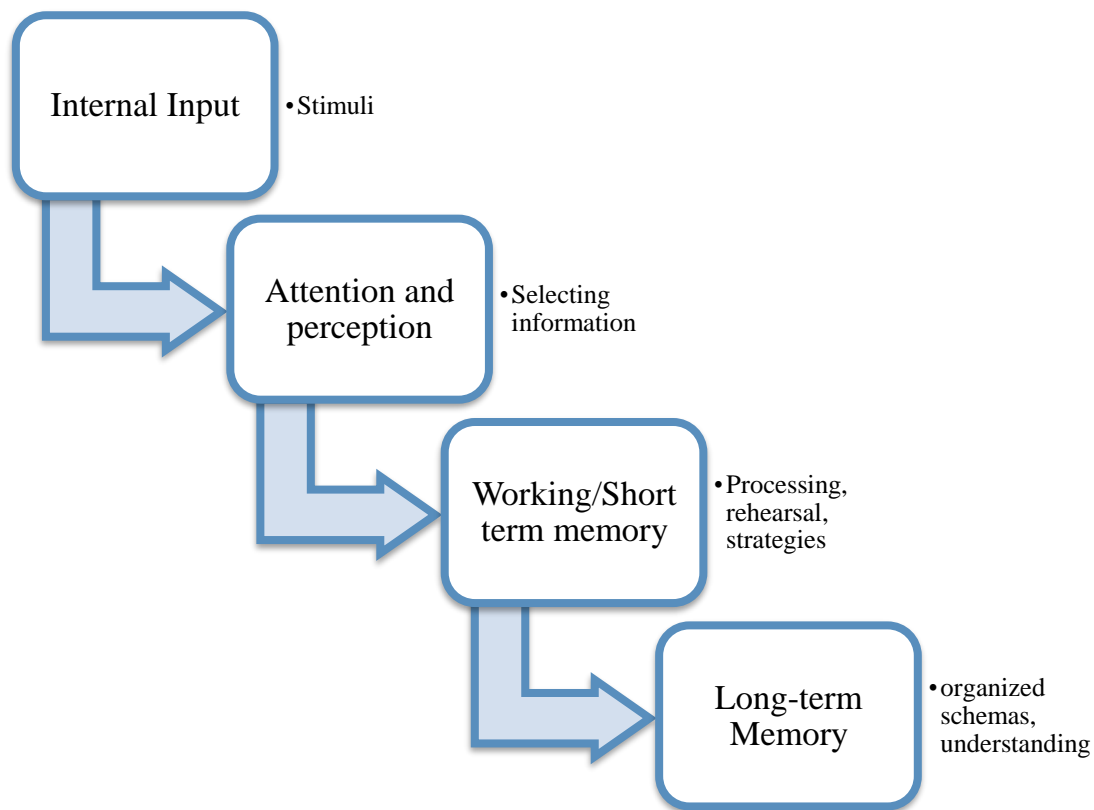 Internal Input
•Stimuli
Attention and
perception
•Selecting
information
Working/Short
term memory
•Processing,
rehearsal,
strategies
Long-term
Memory
•organized
schemas,
understanding